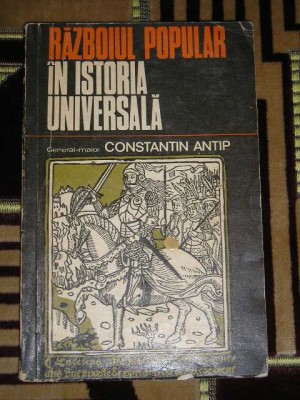 RĂZBOIUL POPULAR
ÎN ISTORIA
UNIVERSALĂ
General-maior CONSTANTIN ANTIP